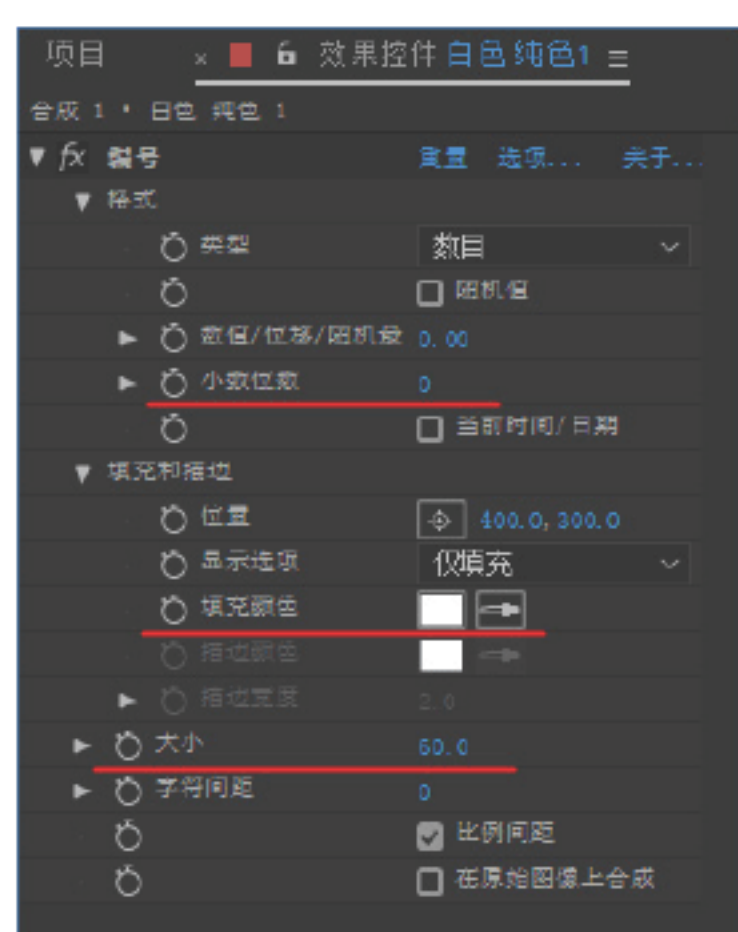 项目 × 效果控件 白色 纯色1 ≡
合成 1 • 白色 纯色 1
fx 编号 重置 选项... 关于...
格式
类型 数目
随机值
数值/位移/随机最 0.00
小数位数 0
当前时间/日期
填充和描边
位置 400.0, 300.0
显示选项 仅填充
填充颜色
描边颜色
描边宽度 2.0
大小 60.0
字符间距 0
比例间距
在原始图像上合成